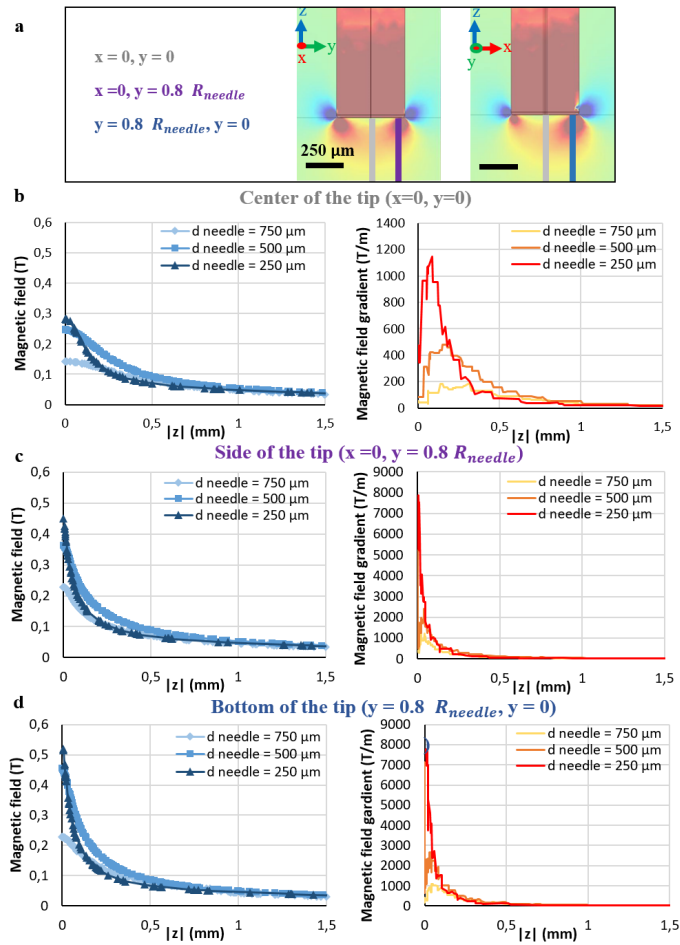 a
x = 0, y = 0
x =0, y = 0.8 R_needle
y = 0.8 R_needle, y = 0
z
y
x
250 µm
z
x
y
b
Center of the tip (x=0, y=0)
Magnetic field (T)
0,6
0,5
0,4
0,3
0,2
0,1
0
d needle = 750 µm
d needle = 500 µm
d needle = 250 µm
0 0,5 1 1,5
|z| (mm)
Magnetic field gradient (T/m)
1400
1200
1000
800
600
400
200
0
d needle = 750 µm
d needle = 500 µm
d needle = 250 µm
0 0,5 1 1,5
|z| (mm)
c
Side of the tip (x =0, y = 0.8 R_needle)
Magnetic field (T)
0,6
0,5
0,4
0,3
0,2
0,1
0
d needle = 750 µm
d needle = 500 µm
d needle = 250 µm
0 0,5 1 1,5
|z| (mm)
Magnetic field gradient (T/m)
9000
8000
7000
6000
5000
4000
3000
2000
1000
0
d needle = 750 µm
d needle = 500 µm
d needle = 250 µm
0 0,5 1 1,5
|z| (mm)
d
Bottom of the tip (y = 0.8 R_needle, y = 0)
Magnetic field (T)
0,6
0,5
0,4
0,3
0,2
0,1
0
d needle = 750 µm
d needle = 500 µm
d needle = 250 µm
0 0,5 1 1,5
|z| (mm)
Magnetic field gardient (T/m)
9000
8000
7000
6000
5000
4000
3000
2000
1000
0
d needle = 750 µm
d needle = 500 µm
d needle = 250 µm
0 0,5 1 1,5
|z| (mm)